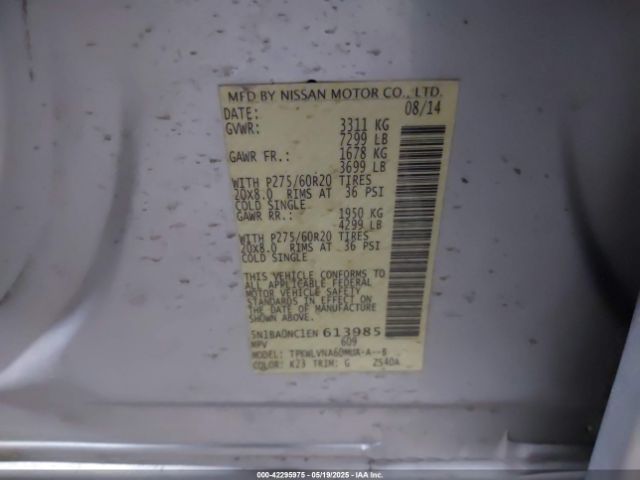 MFD BY NISSAN MOTOR CO., LTD.
DATE: 08/14
GVWR: 3311 KG
7299 LB
GAWR FR.: 1678 KG
3699 LB
WITH P275/60R20 TIRES
20X8.0 RIMS AT 36 PSI
COLD SINGLE
GAWR RR.: 1950 KG
4299 LB
WITH P275/60R20 TIRES
20X8.0 RIMS AT 36 PSI
COLD SINGLE
THIS VEHICLE CONFORMS TO
ALL APPLICABLE FEDERAL
MOTOR VEHICLE SAFETY
STANDARDS IN EFFECT ON
THE DATE OF MANUFACTURE
SHOWN ABOVE.
5N1BA0NC1EN 613985
MPV 609
MODEL: TPKWLVNA60MUA-A--B
COLOR: K23 TRIM: G ZS4DA
00-42295975 - 05/19/2025 - © IAA Inc.